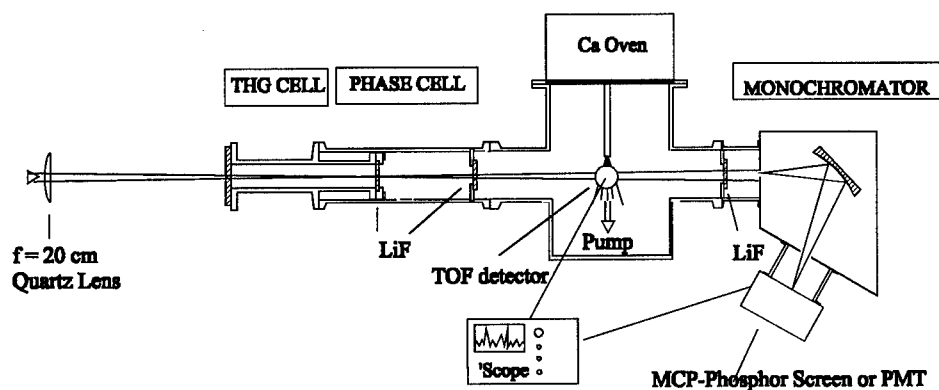 Ca Oven
THG CELL
PHASE CELL
MONOCHROMATOR
f = 20 cm
Quartz Lens
LiF
TOF detector
Pump
LiF
'Scope
MCP-Phosphor Screen or PMT